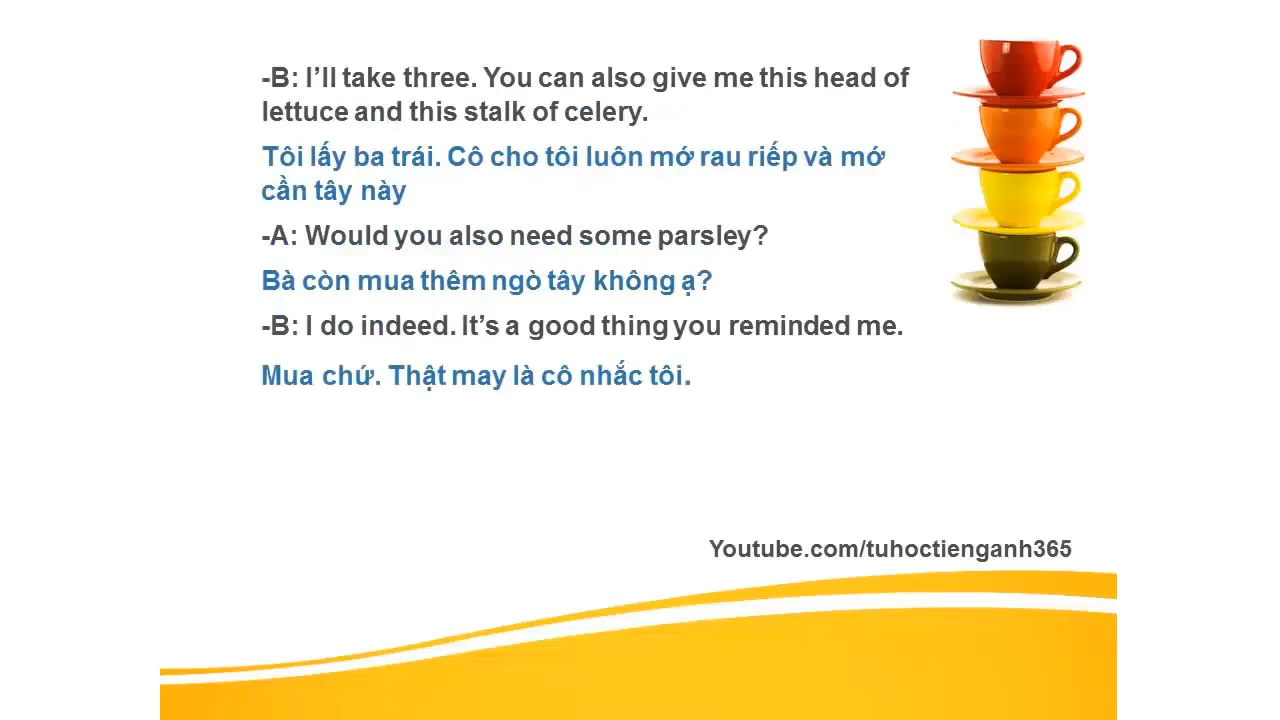 -B: I’ll take three. You can also give me this head of
lettuce and this stalk of celery.
Tôi lấy ba trái. Cô cho tôi luôn mớ rau riếp và mớ
cần tây này
-A: Would you also need some parsley?
Bà còn mua thêm ngò tây không ạ?
-B: I do indeed. It’s a good thing you reminded me.
Mua chứ. Thật may là cô nhắc tôi.
Youtube.com/tuhoctienganh365